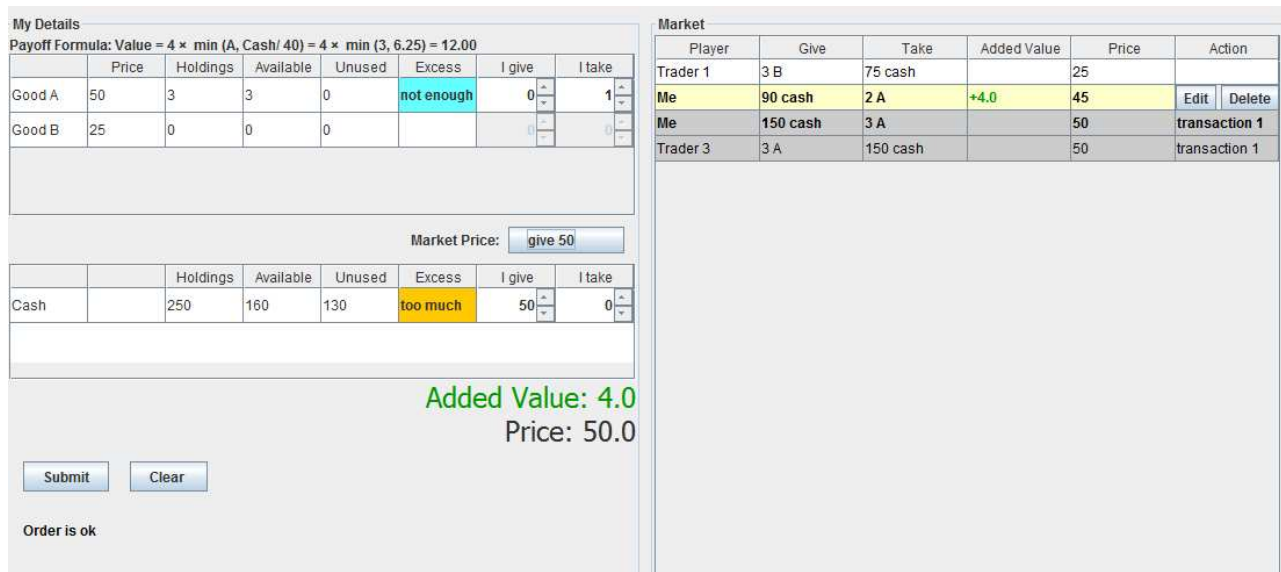 My Details
Payoff Formula: Value = 4 × min (A, Cash/ 40) = 4 × min (3, 6.25) = 12.00
Price Holdings Available Unused Excess I give I take
Good A 50 3 3 0 not enough 0 1
Good B 25 0 0 0 0 0
Market Price: give 50
Holdings Available Unused Excess I give I take
Cash 250 160 130 too much 50 0
Added Value: 4.0
Price: 50.0
Submit Clear
Order is ok
Market
Player Give Take Added Value Price Action
Trader 1 3 B 75 cash 25
Me 90 cash 2 A +4.0 45 Edit Delete
Me 150 cash 3 A 50 transaction 1
Trader 3 3 A 150 cash 50 transaction 1